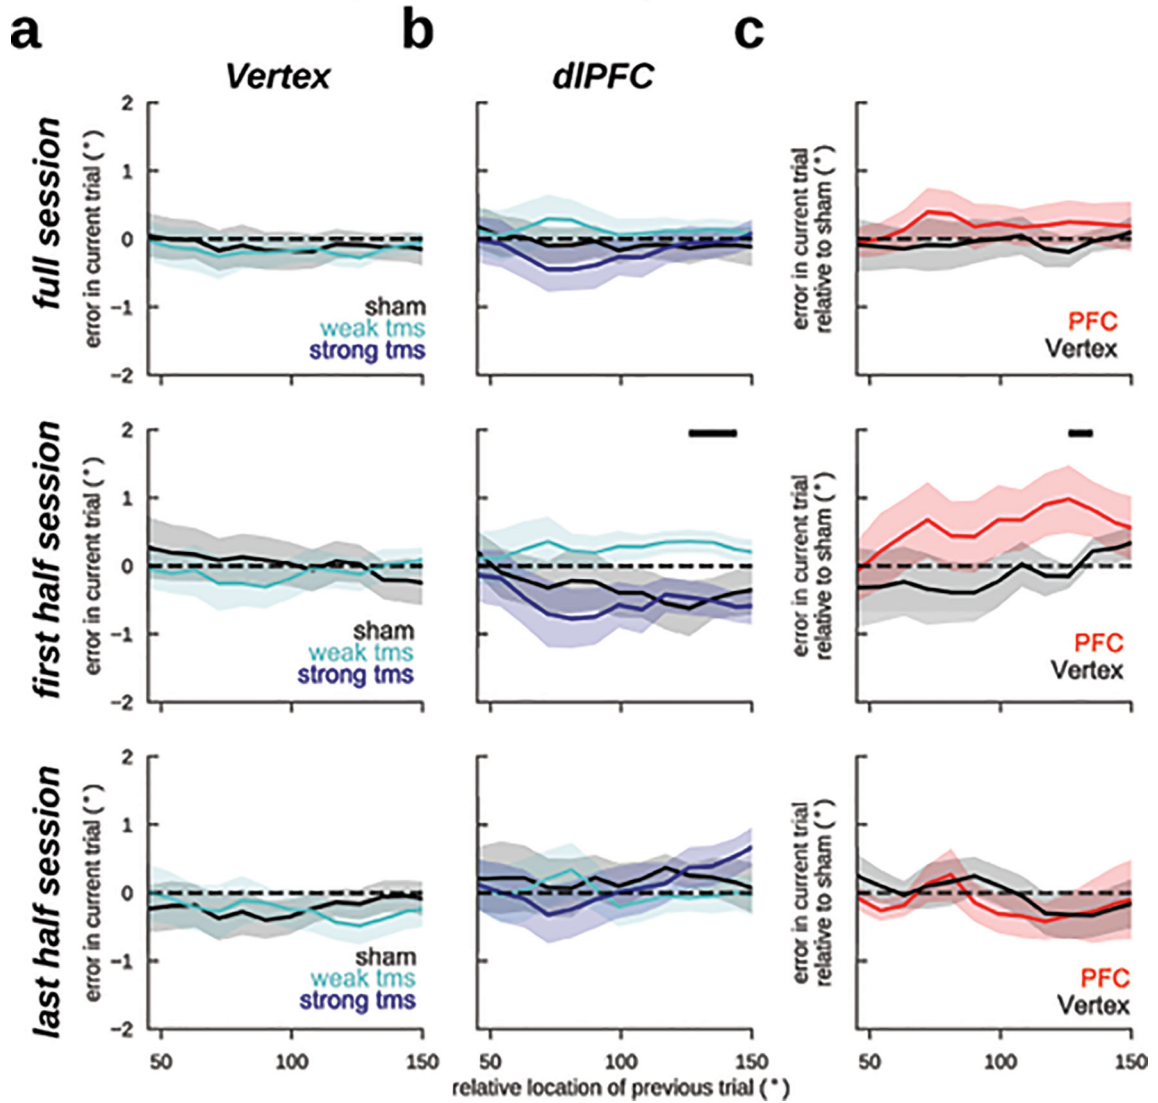 a
b
c
Vertex
dlPFC
full session
error in current trial (°)
2
1
0
−1
−2
sham
weak tms
strong tms
50
100
150
error in current trial
relative to sham (°)
PFC
Vertex
first half session
error in current trial (°)
2
1
0
−1
−2
sham
weak tms
strong tms
error in current trial
relative to sham (°)
PFC
Vertex
last half session
error in current trial (°)
2
1
0
−1
−2
sham
weak tms
strong tms
error in current trial
relative to sham (°)
PFC
Vertex
50
100
150
50
100
150
50
100
150
relative location of previous trial (°)